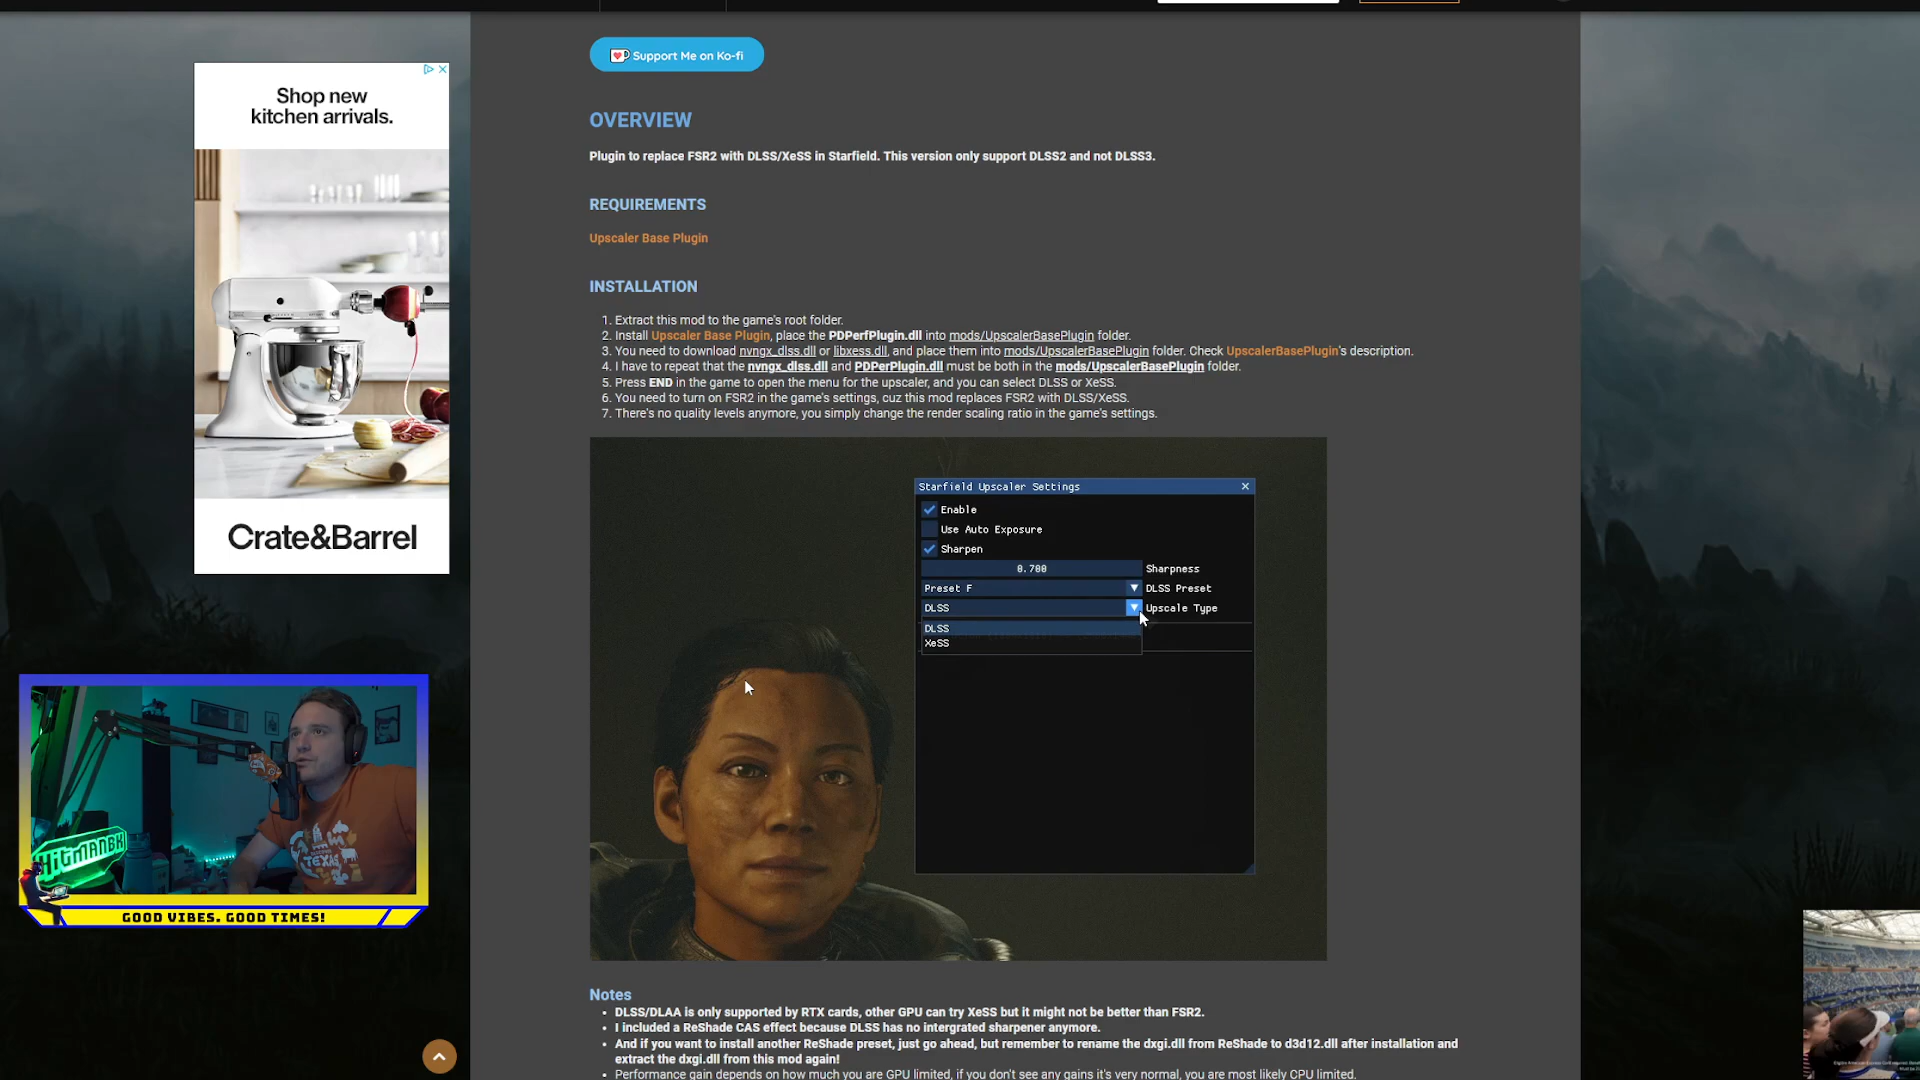 Support Me on Ko-fi
Shop new
kitchen arrivals.
Crate&Barrel
OVERVIEW
Plugin to replace FSR2 with DLSS/XeSS in Starfield. This version only support DLSS2 and not DLSS3.
REQUIREMENTS
Upscaler Base Plugin
INSTALLATION
1. Extract this mod to the game's root folder.
2. Install Upscaler Base Plugin, place the PDPerfPlugin.dll into mods/UpscalerBasePlugin folder.
3. You need to download nvngx_dlss.dll or libxess.dll, and place them into mods/UpscalerBasePlugin folder. Check UpscalerBasePlugin's description.
4. I have to repeat that the nvngx_dlss.dll and PDPerPlugin.dll must be both in the mods/UpscalerBasePlugin folder.
5. Press END in the game to open the menu for the upscaler, and you can select DLSS or XeSS.
6. You need to turn on FSR2 in the game's settings, cuz this mod replaces FSR2 with DLSS/XeSS.
7. There's no quality levels anymore, you simply change the render scaling ratio in the game's settings.
Starfield Upscaler Settings
Enable
Use Auto Exposure
Sharpen
0.700 Sharpness
Preset F DLSS Preset
DLSS Upscale Type
DLSS
XeSS
HitmanBK
TEXAS
GOOD VIBES. GOOD TIMES!
Notes
• DLSS/DLAA is only supported by RTX cards, other GPU can try XeSS but it might not be better than FSR2.
• I included a ReShade CAS effect because DLSS has no intergrated sharpener anymore.
• And if you want to install another ReShade preset, just go ahead, but remember to rename the dxgi.dll from ReShade to d3d12.dll after installation and
extract the dxgi.dll from this mod again!
• Performance gain depends on how much you are GPU limited, if you don't see any gains it's very normal, you are most likely CPU limited.